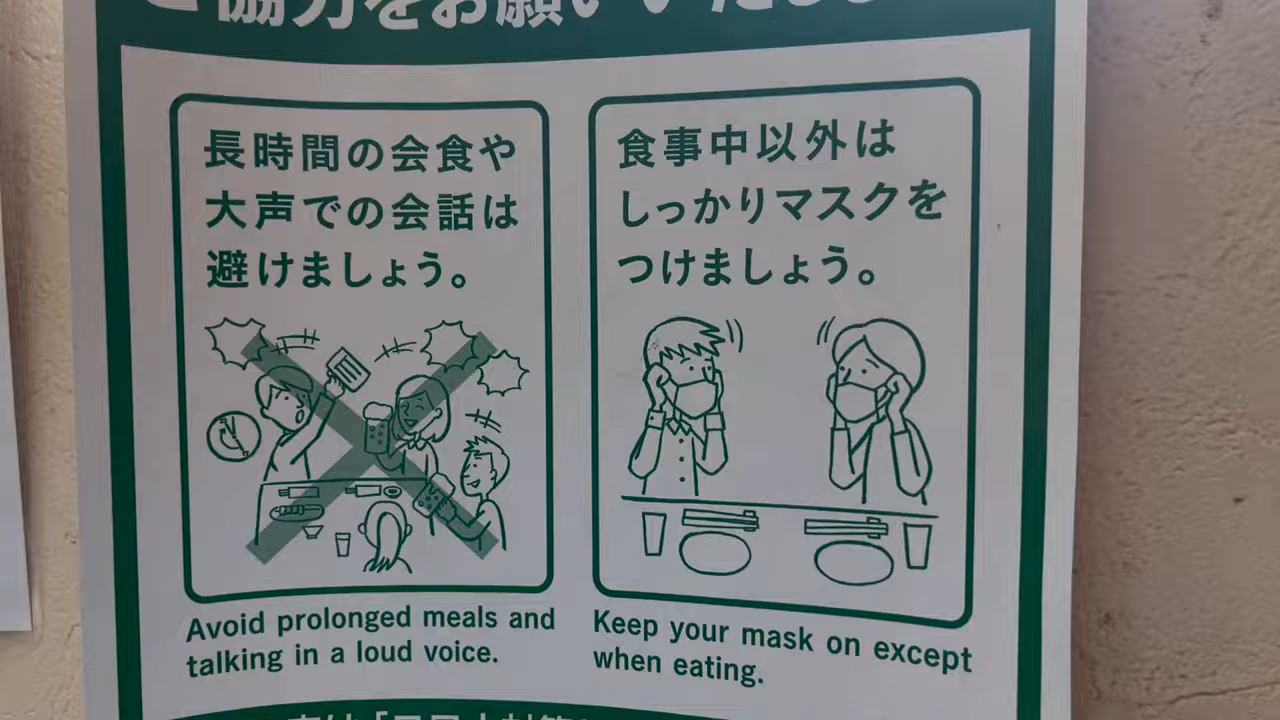 協力をお願いいたしま
長時間の会食や
大声での会話は
避けましょう。
食事中以外は
しっかりマスクを
つけましょう。
Avoid prolonged meals and
talking in a loud voice.
Keep your mask on except
when eating.